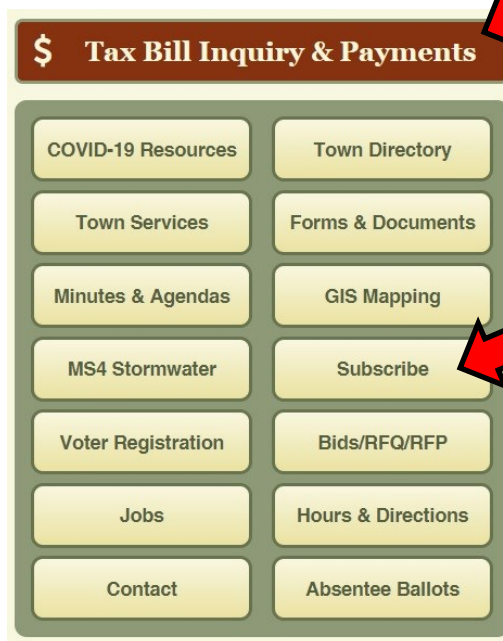 $ Tax Bill Inquiry & Payments
COVID-19 Resources
Town Directory
Town Services
Forms & Documents
Minutes & Agendas
GIS Mapping
MS4 Stormwater
Subscribe
Voter Registration
Bids/RFQ/RFP
Jobs
Hours & Directions
Contact
Absentee Ballots